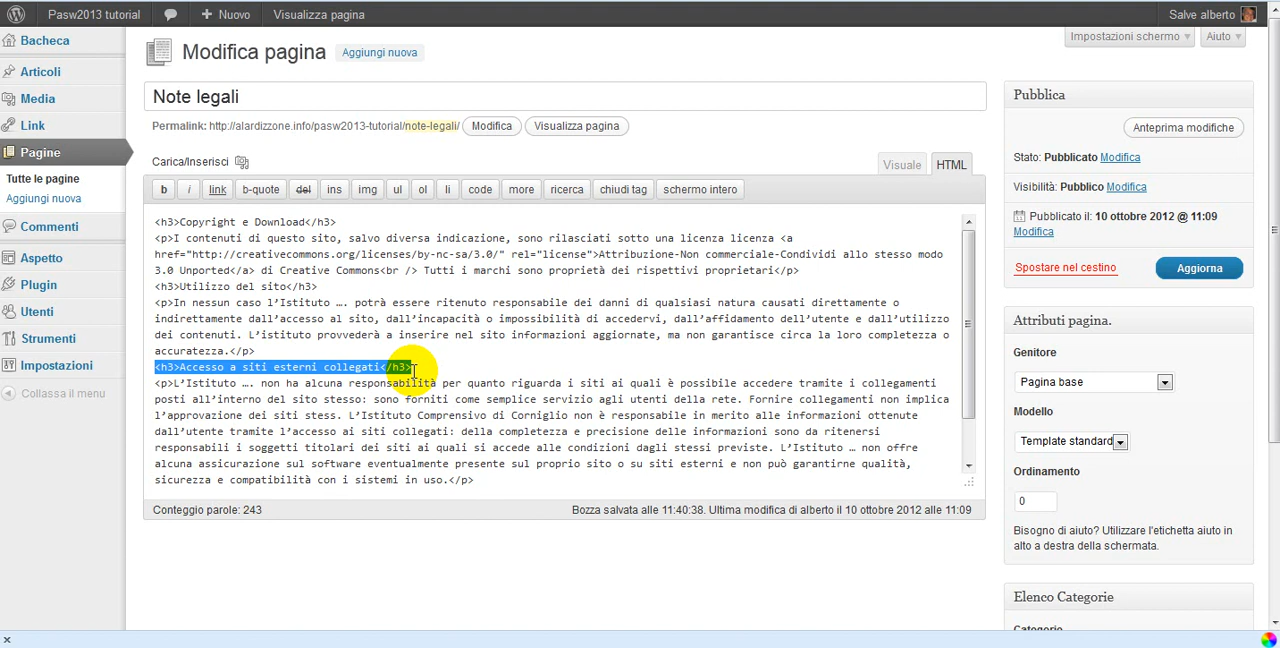 Pasw2013 tutorial
Nuovo
Visualizza pagina
Salve alberto
Bacheca
Articoli
Media
Link
Pagine
Tutte le pagine
Aggiungi nuova
Commenti
Aspetto
Plugin
Utenti
Strumenti
Impostazioni
Collassa il menu
Modifica pagina
Aggiungi nuova
Impostazioni schermo
Aiuto
Note legali
Permalink: http://alardizzone.info/pasw2013-tutorial/note-legali/
Modifica
Visualizza pagina
Carica/Inserisci
Visuale
HTML
b
i
link
b-quote
del
ins
img
ul
ol
li
code
more
ricerca
chiudi tag
schermo intero
<h3>Copyright e Download</h3>
<p>I contenuti di questo sito, salvo diversa indicazione, sono rilasciati sotto una licenza licenza <a
href="http://creativecommons.org/licenses/by-nc-sa/3.0/" rel="license">Attribuzione-Non commerciale-Condividi allo stesso modo
3.0 Unported</a> di Creative Commons<br /> Tutti i marchi sono proprietà dei rispettivi proprietari</p>
<h3>Utilizzo del sito</h3>
<p>In nessun caso l'Istituto …. potrà essere ritenuto responsabile dei danni di qualsiasi natura causati direttamente o
indirettamente dall'accesso al sito, dall'incapacità o impossibilità di accedervi, dall'affidamento dell'utente e dall'utilizzo
dei contenuti. L'isitituto provvederà a inserire nel sito informazioni aggiornate, ma non garantisce circa la loro completezza o
accuratezza.</p>
<h3>Accesso a siti esterni collegati</h3>
<p>L'Istituto …. non ha alcuna responsabilità per quanto riguarda i siti ai quali è possibile accedere tramite i collegamenti
posti all'interno del sito stesso: sono forniti come semplice servizio agli utenti della rete. Fornire collegamenti non implica
l'approvazione dei siti stess. L'Istituto Comprensivo di Corniglio non è responsabile in merito alle informazioni ottenute
dall'utente tramite l'accesso ai siti collegati: della completezza e precisione delle informazioni sono da ritenersi
responsabili i soggetti titolari dei siti ai quali si accede alle condizioni dagli stessi previste. L'Istituto … non offre
alcuna assicurazione sul software eventualmente presente sul proprio sito o su siti esterni e non può garantirne qualità,
sicurezza e compatibilità con i sistemi in uso.</p>
Conteggio parole: 243
Bozza salvata alle 11:40:38. Ultima modifica di alberto il 10 ottobre 2012 alle 11:09
Pubblica
Anteprima modifiche
Stato: Pubblicato Modifica
Visibilità: Pubblico Modifica
Pubblicato il: 10 ottobre 2012 @ 11:09
Modifica
Spostare nel cestino
Aggiorna
Attributi pagina.
Genitore
Pagina base
Modello
Template standard
Ordinamento
0
Bisogno di aiuto? Utilizzare l'etichetta aiuto in
alto a destra della schermata.
Elenco Categorie
Categorie